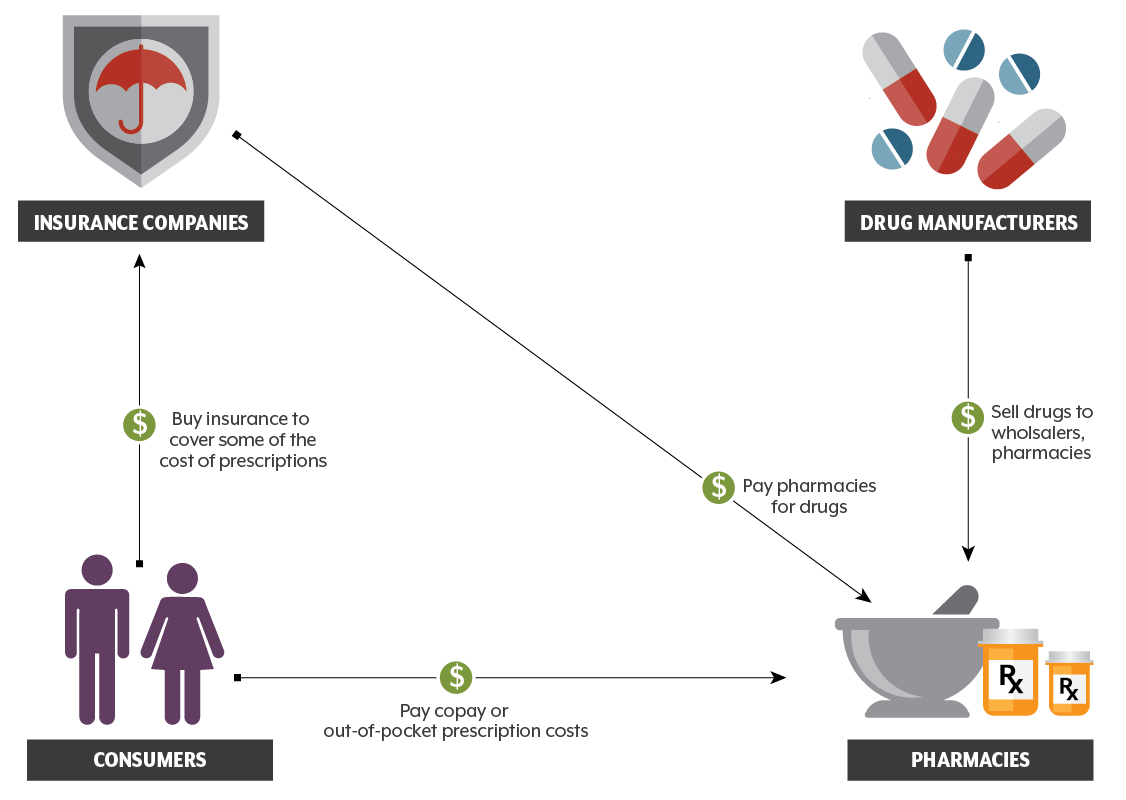 INSURANCE COMPANIES
DRUG MANUFACTURERS
$
Buy insurance to
cover some of the
cost of prescriptions
$
Sell drugs to
wholsalers,
pharmacies
$
Pay pharmacies
for drugs
$
Pay copay or
out-of-pocket prescription costs
Rx
Rx
CONSUMERS
PHARMACIES